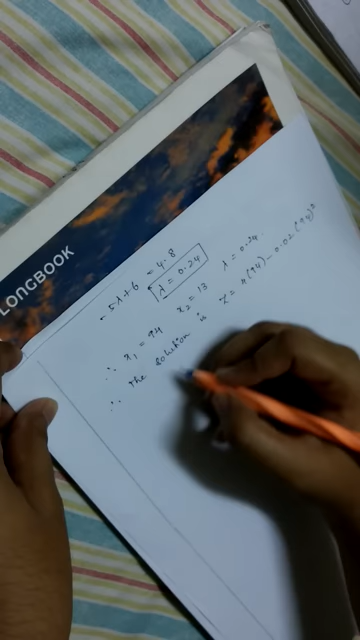 LONGBOOK
- 5λ + 6 = 4.8
λ = 0.24
∴ x₁ = 94 x₂ = 13 λ = 0.24
∴ the solution is Z = 4(94) - 0.02(94)²